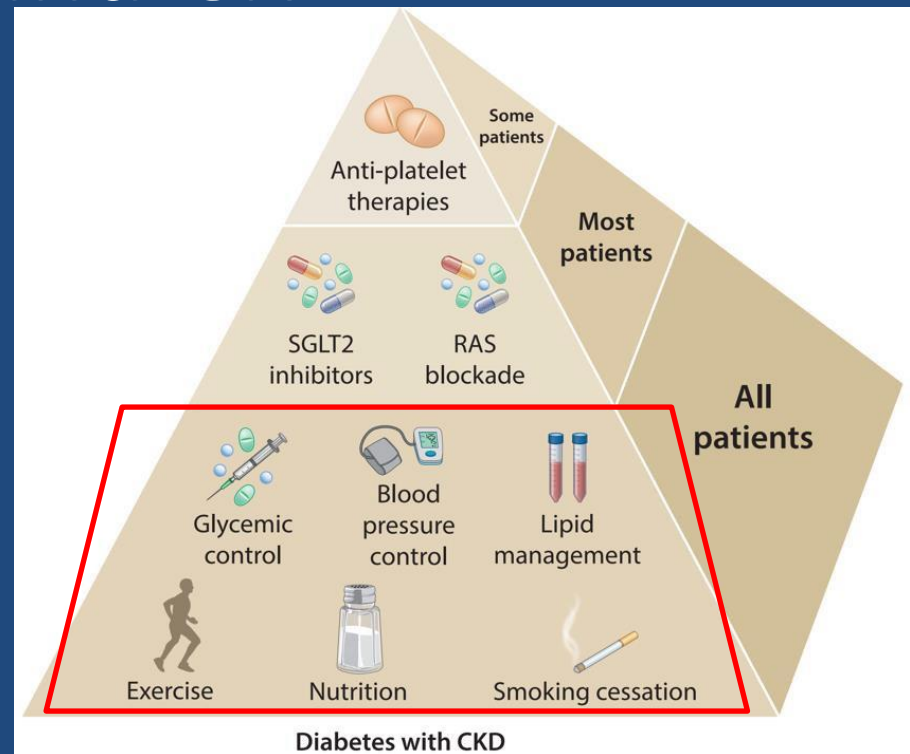 Some
patients
Anti-platelet
therapies
Most
patients
SGLT2
inhibitors
RAS
blockade
All
patients
Glycemic
control
Blood
pressure
control
Lipid
management
Exercise
Nutrition
Smoking cessation
Diabetes with CKD